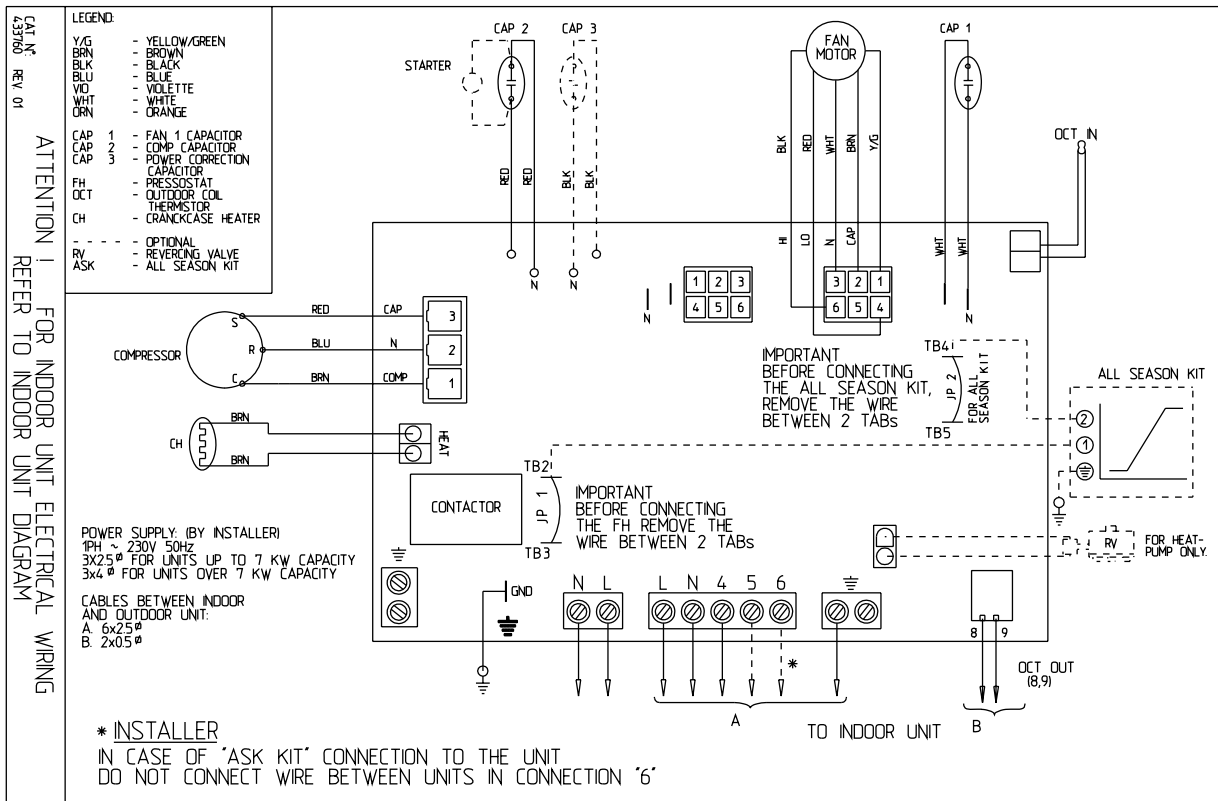 CAT Nº
433760 REV. 01
ATTENTION ! FOR INDOOR UNIT ELECTRICAL WIRING
REFER TO INDOOR UNIT DIAGRAM
LEGEND:
Y/G - YELLOW/GREEN
BRN - BROWN
BLK - BLACK
BLU - BLUE
VIO - VIOLETTE
WHT - WHITE
ORN - ORANGE
CAP 1 - FAN 1 CAPACITOR
CAP 2 - COMP CAPACITOR
CAP 3 - POWER CORRECTION
CAPACITOR
FH - PRESSOSTAT
OCT - OUTDOOR COIL
THERMISTOR
CH - CRANCKCASE HEATER
- - - - - - OPTIONAL
RV - REVERCING VALVE
ASK - ALL SEASON KIT
STARTER
CAP 2
CAP 3
RED
RED
BLK
BLK
N
N
FAN
MOTOR
BLK
RED
WHT
BRN
Y/G
HI
LO
N
CAP
CAP 1
WHT
WHT
N
OCT IN
N
1 2 3
4 5 6
3 2 1
6 5 4
COMPRESSOR
S
R
C
RED CAP 3
BLU N 2
BRN COMP 1
CH
BRN
BRN
HEAT
CONTACTOR
TB2
JP 1
TB3
IMPORTANT
BEFORE CONNECTING
THE FH REMOVE THE
WIRE BETWEEN 2 TABs
IMPORTANT
BEFORE CONNECTING
THE ALL SEASON KIT,
REMOVE THE WIRE
BETWEEN 2 TABs
TB4
JP 2
TB5
FOR ALL
SEASON KIT
ALL SEASON KIT
2
1
RV
FOR HEAT-
PUMP ONLY.
POWER SUPPLY: (BY INSTALLER)
1PH ~ 230V 50Hz
3X2.5ø FOR UNITS UP TO 7 KW CAPACITY
3x4 ø FOR UNITS OVER 7 KW CAPACITY
CABLES BETWEEN INDOOR
AND OUTDOOR UNIT:
A. 6x2.5ø
B. 2x0.5ø
GND
N L
L N 4 5 6
*
A
TO INDOOR UNIT
8 9
OCT OUT
(8,9)
B
* INSTALLER
IN CASE OF "ASK KIT" CONNECTION TO THE UNIT
DO NOT CONNECT WIRE BETWEEN UNITS IN CONNECTION "6"